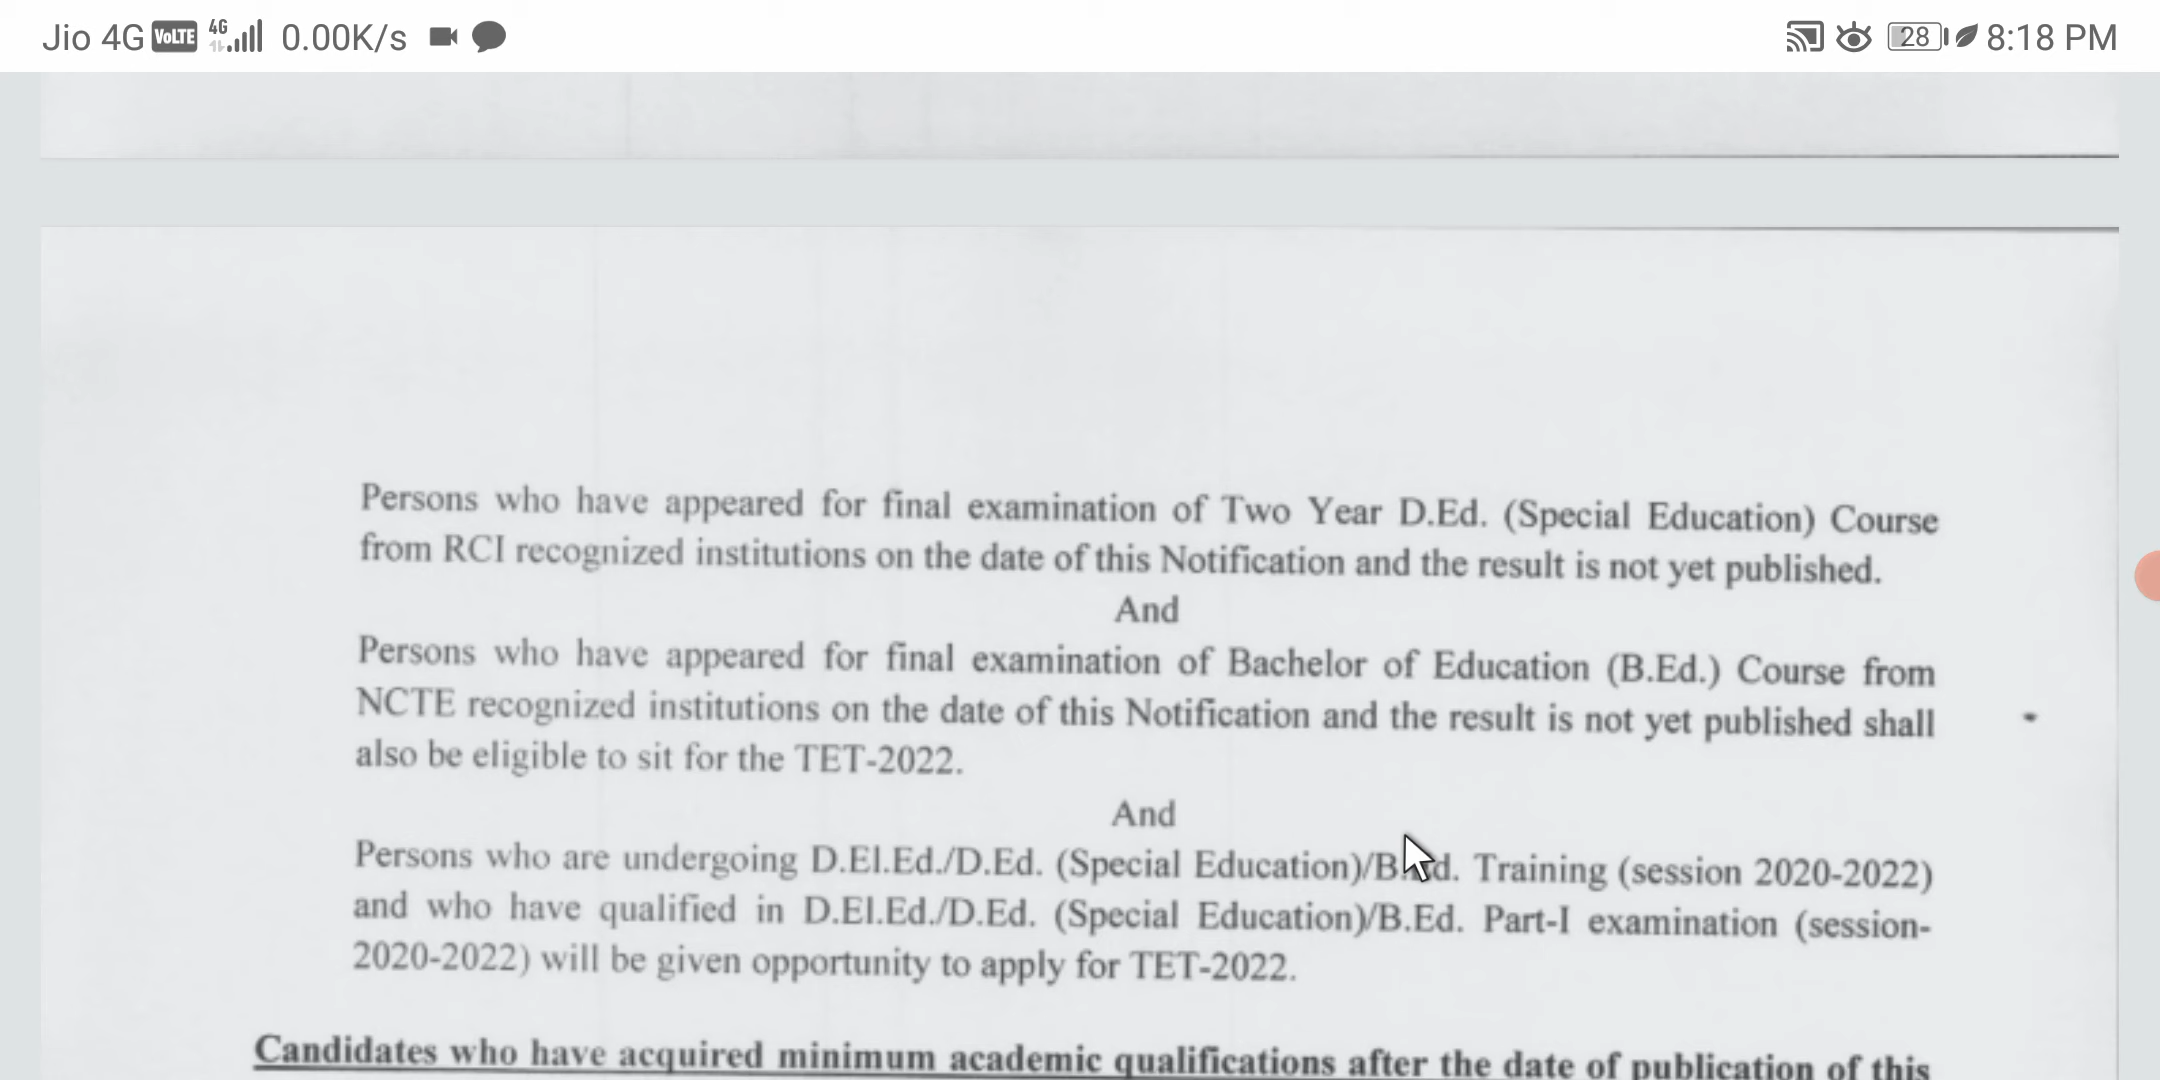 Jio 4G VoLTE 4G 0.00K/s 28 8:18 PM
Persons who have appeared for final examination of Two Year D.Ed. (Special Education) Course
from RCI recognized institutions on the date of this Notification and the result is not yet published.
And
Persons who have appeared for final examination of Bachelor of Education (B.Ed.) Course from
NCTE recognized institutions on the date of this Notification and the result is not yet published shall
also be eligible to sit for the TET-2022.
And
Persons who are undergoing D.El.Ed./D.Ed. (Special Education)/B.Ed. Training (session 2020-2022)
and who have qualified in D.El.Ed./D.Ed. (Special Education)/B.Ed. Part-I examination (session-
2020-2022) will be given opportunity to apply for TET-2022.
Candidates who have acquired minimum academic qualifications after the date of publication of this